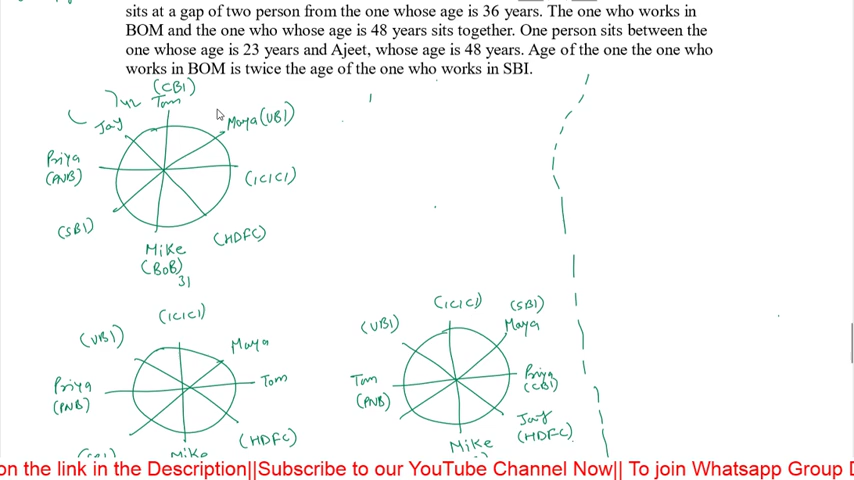 sits at a gap of two person from the one whose age is 36 years. The one who works in
BOM and the one who whose age is 48 years sits together. One person sits between the
one whose age is 23 years and Ajeet, whose age is 48 years. Age of the one the one who
works in BOM is twice the age of the one who works in SBI.
(CBI)
42 Tom
Jay
Maya (UBI)
Priya
(PNB)
(ICICI)
(SBI)
(HDFC)
Mike
(BOB)
31
(ICICI)
(UBI)
Maya
Priya
(PNB)
Tom
(HDFC)
Mike
(ICICI)
(SBI)
Maya
(UBI)
Tom
(PNB)
Priya
(CBI)
Jay
(HDFC)
Mike
on the link in the Description||Subscribe to our YouTube Channel Now|| To join Whatsapp Group D